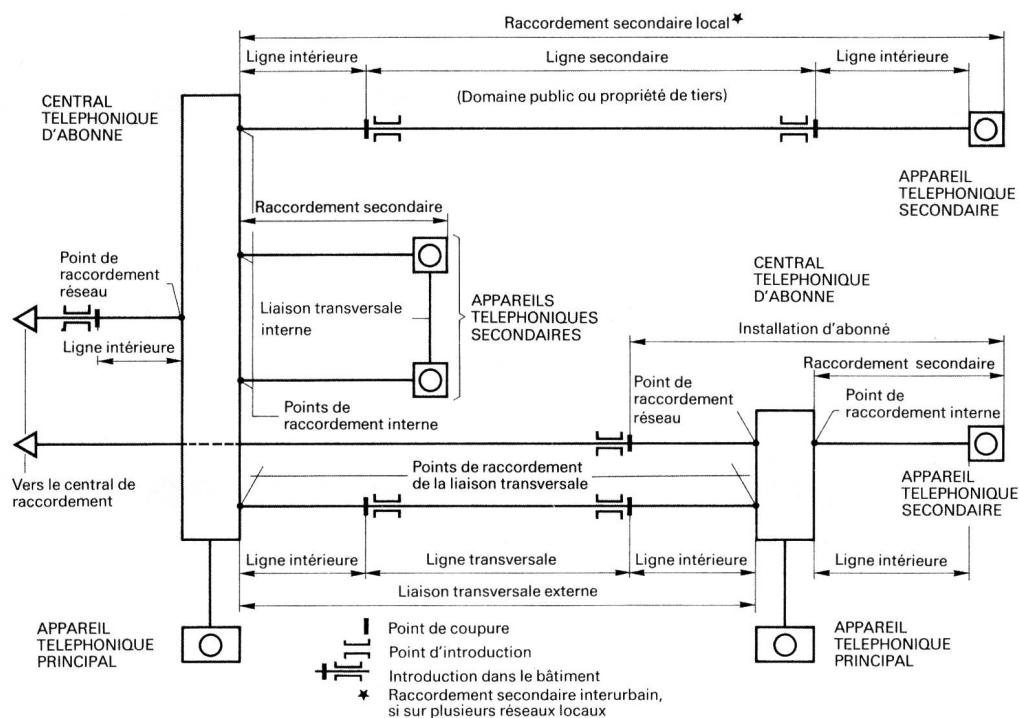 Raccordement secondaire local★
Ligne intérieure
Ligne secondaire
Ligne intérieure
(Domaine public ou propriété de tiers)
CENTRAL
TELEPHONIQUE
D'ABONNE
APPAREIL
TELEPHONIQUE
SECONDAIRE
Raccordement secondaire
Point de
raccordement
réseau
Liaison transversale
interne
APPAREILS
TELEPHONIQUES
SECONDAIRES
CENTRAL
TELEPHONIQUE
D'ABONNE
Installation d'abonné
Ligne intérieure
Raccordement secondaire
Point de
raccordement
réseau
Point de
raccordement interne
Points de
raccordement interne
Vers le central de
raccordement
Points de raccordement
de la liaison transversale
APPAREIL
TELEPHONIQUE
SECONDAIRE
Ligne intérieure
Ligne transversale
Ligne intérieure
Ligne intérieure
Liaison transversale externe
APPAREIL
TELEPHONIQUE
PRINCIPAL
Point de coupure
Point d'introduction
Introduction dans le bâtiment
★ Raccordement secondaire interurbain,
si sur plusieurs réseaux locaux
APPAREIL
TELEPHONIQUE
PRINCIPAL